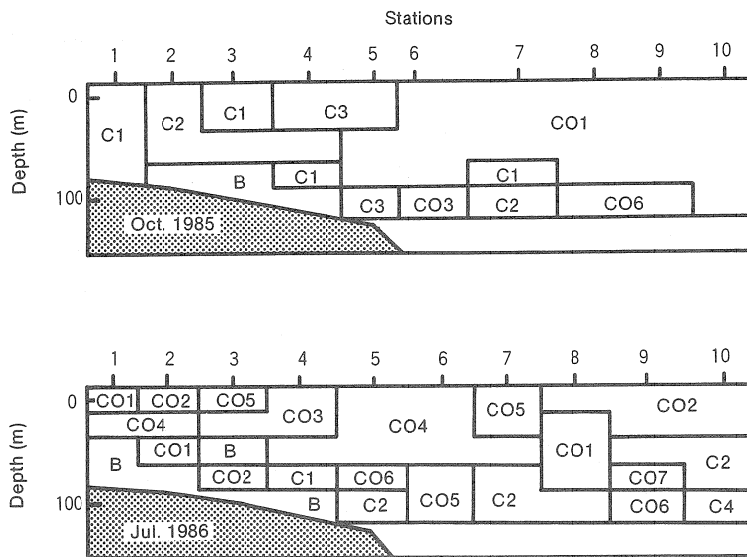 Stations
1 2 3 4 5 6 7 8 9 10
Depth (m)
0
100
C1 C2 C1 C3 CO1
B C1 C1
C3 CO3 C2 CO6
Oct. 1985
1 2 3 4 5 6 7 8 9 10
Depth (m)
0
100
CO1 CO2 CO5 CO3 CO4 CO5 CO2
CO4
B CO1 B CO1 C2
CO2 C1 CO6 CO7
B C2 CO5 C2 CO6 C4
Jul. 1986